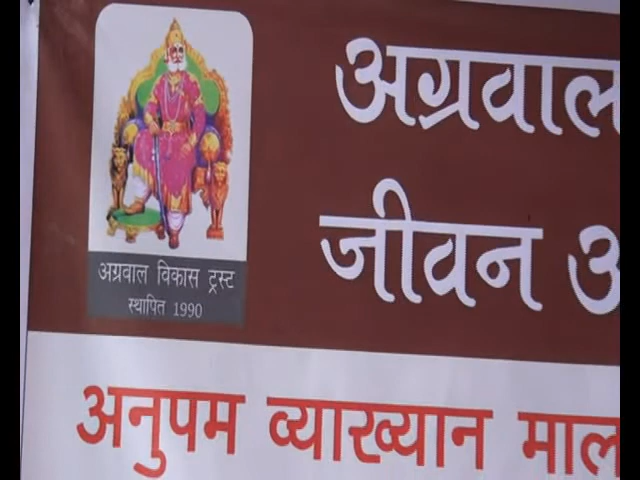 अग्रवाल
जीवन
अग्रवाल विकास ट्रस्ट
स्थापित 1990
अनुपम व्याख्यान